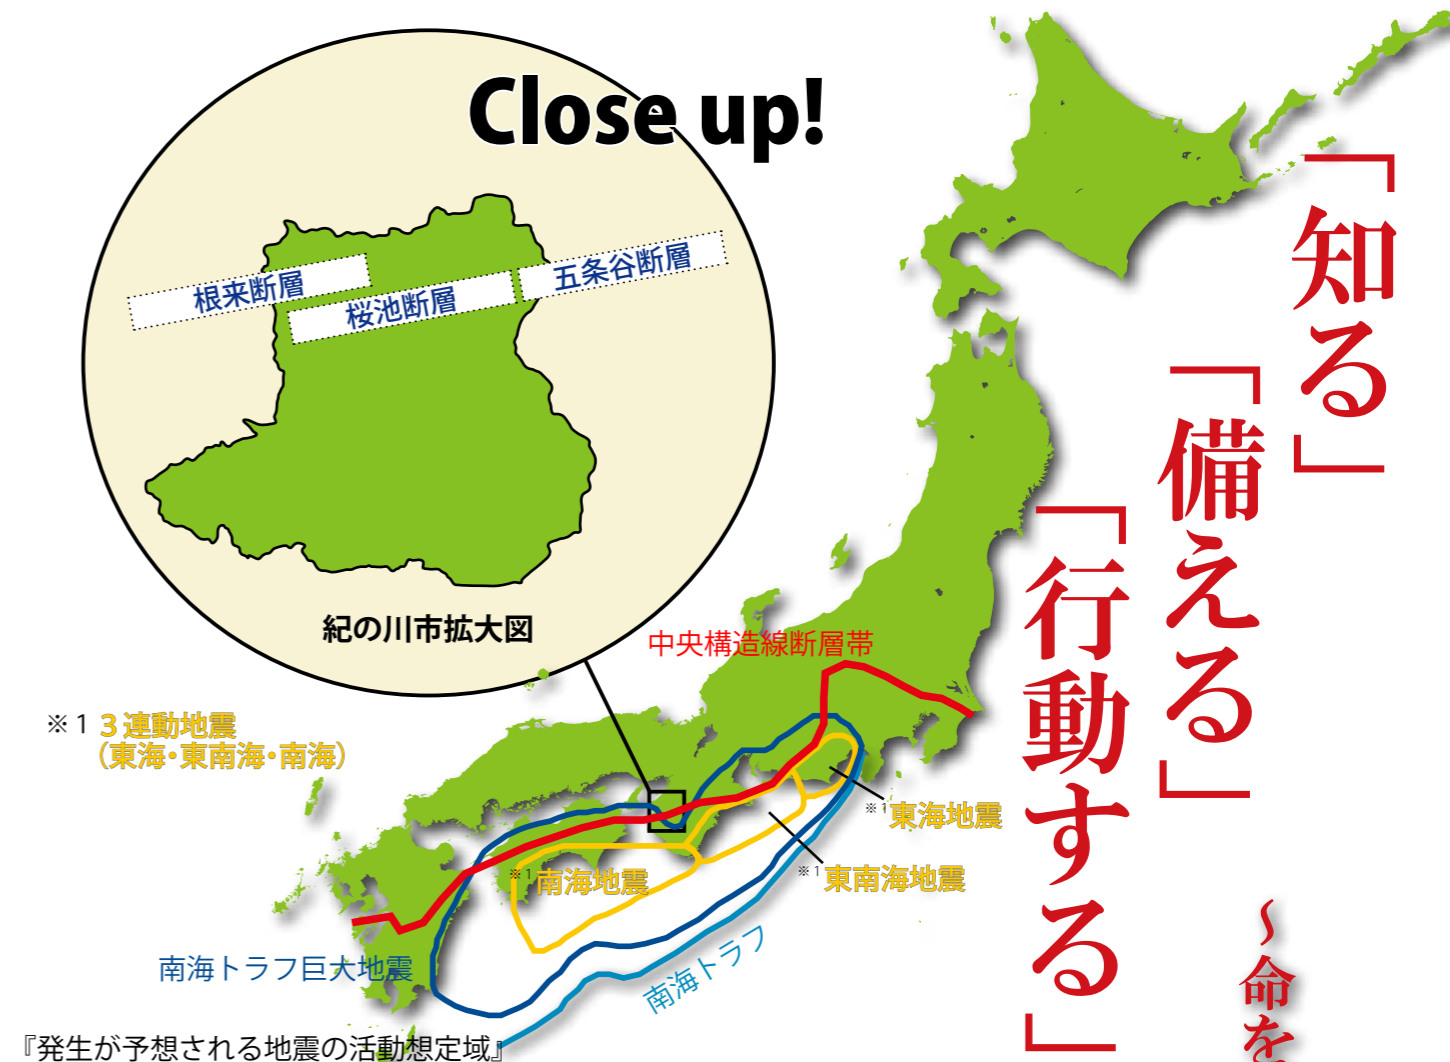 Close up!
根来断層
桜池断層
五条谷断層
紀の川市拡大図
「知る」
「備える」
「行動する」
～命を
中央構造線断層帯
※1 3連動地震
（東海・東南海・南海）
※1東海地震
※1東南海地震
※1南海地震
南海トラフ巨大地震
南海トラフ
『発生が予想される地震の活動想定域』